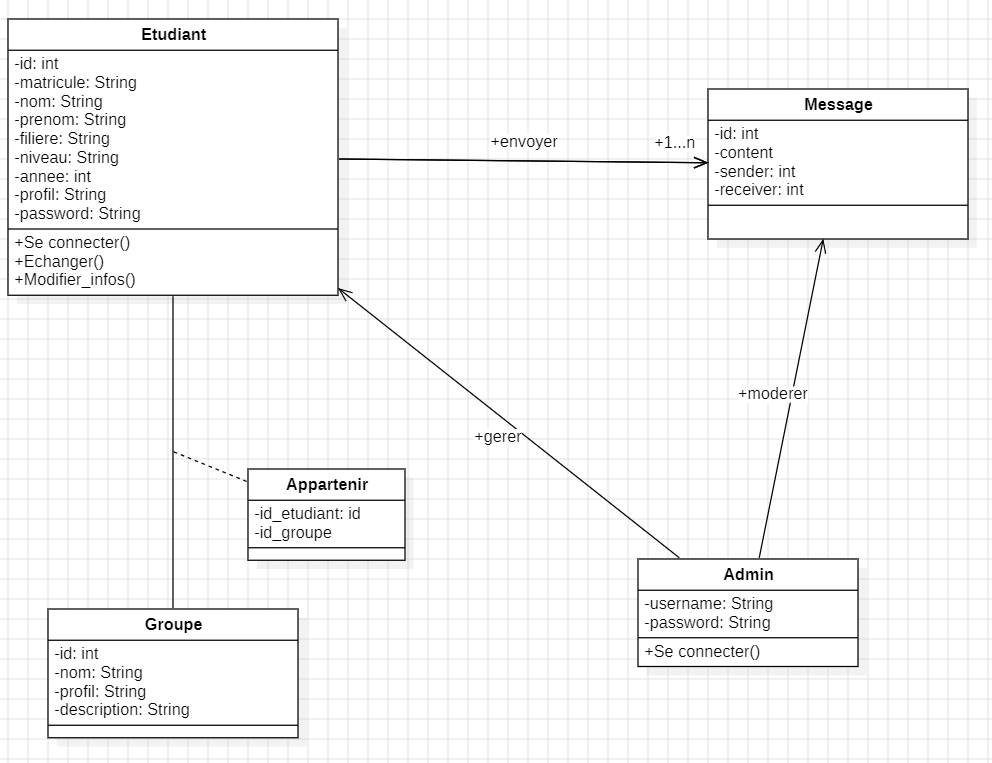 Etudiant
-id: int
-matricule: String
-nom: String
-prenom: String
-filiere: String
-niveau: String
-annee: int
-profil: String
-password: String
+Se connecter()
+Echanger()
+Modifier_infos()
+envoyer
+1...n
Message
-id: int
-content
-sender: int
-receiver: int
+moderer
+gerer
Appartenir
-id_etudiant: id
-id_groupe
Admin
-username: String
-password: String
+Se connecter()
Groupe
-id: int
-nom: String
-profil: String
-description: String